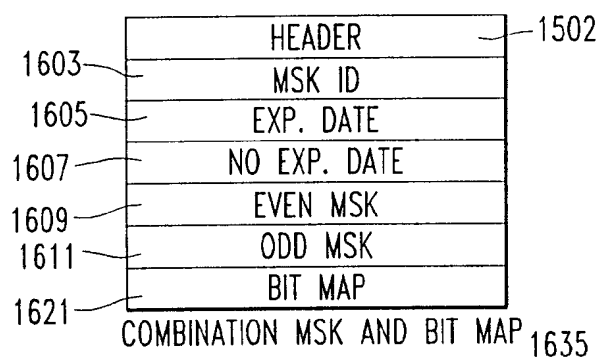 HEADER 1502
1603 MSK ID
1605 EXP. DATE
1607 NO EXP. DATE
1609 EVEN MSK
1611 ODD MSK
1621 BIT MAP
COMBINATION MSK AND BIT MAP 1635